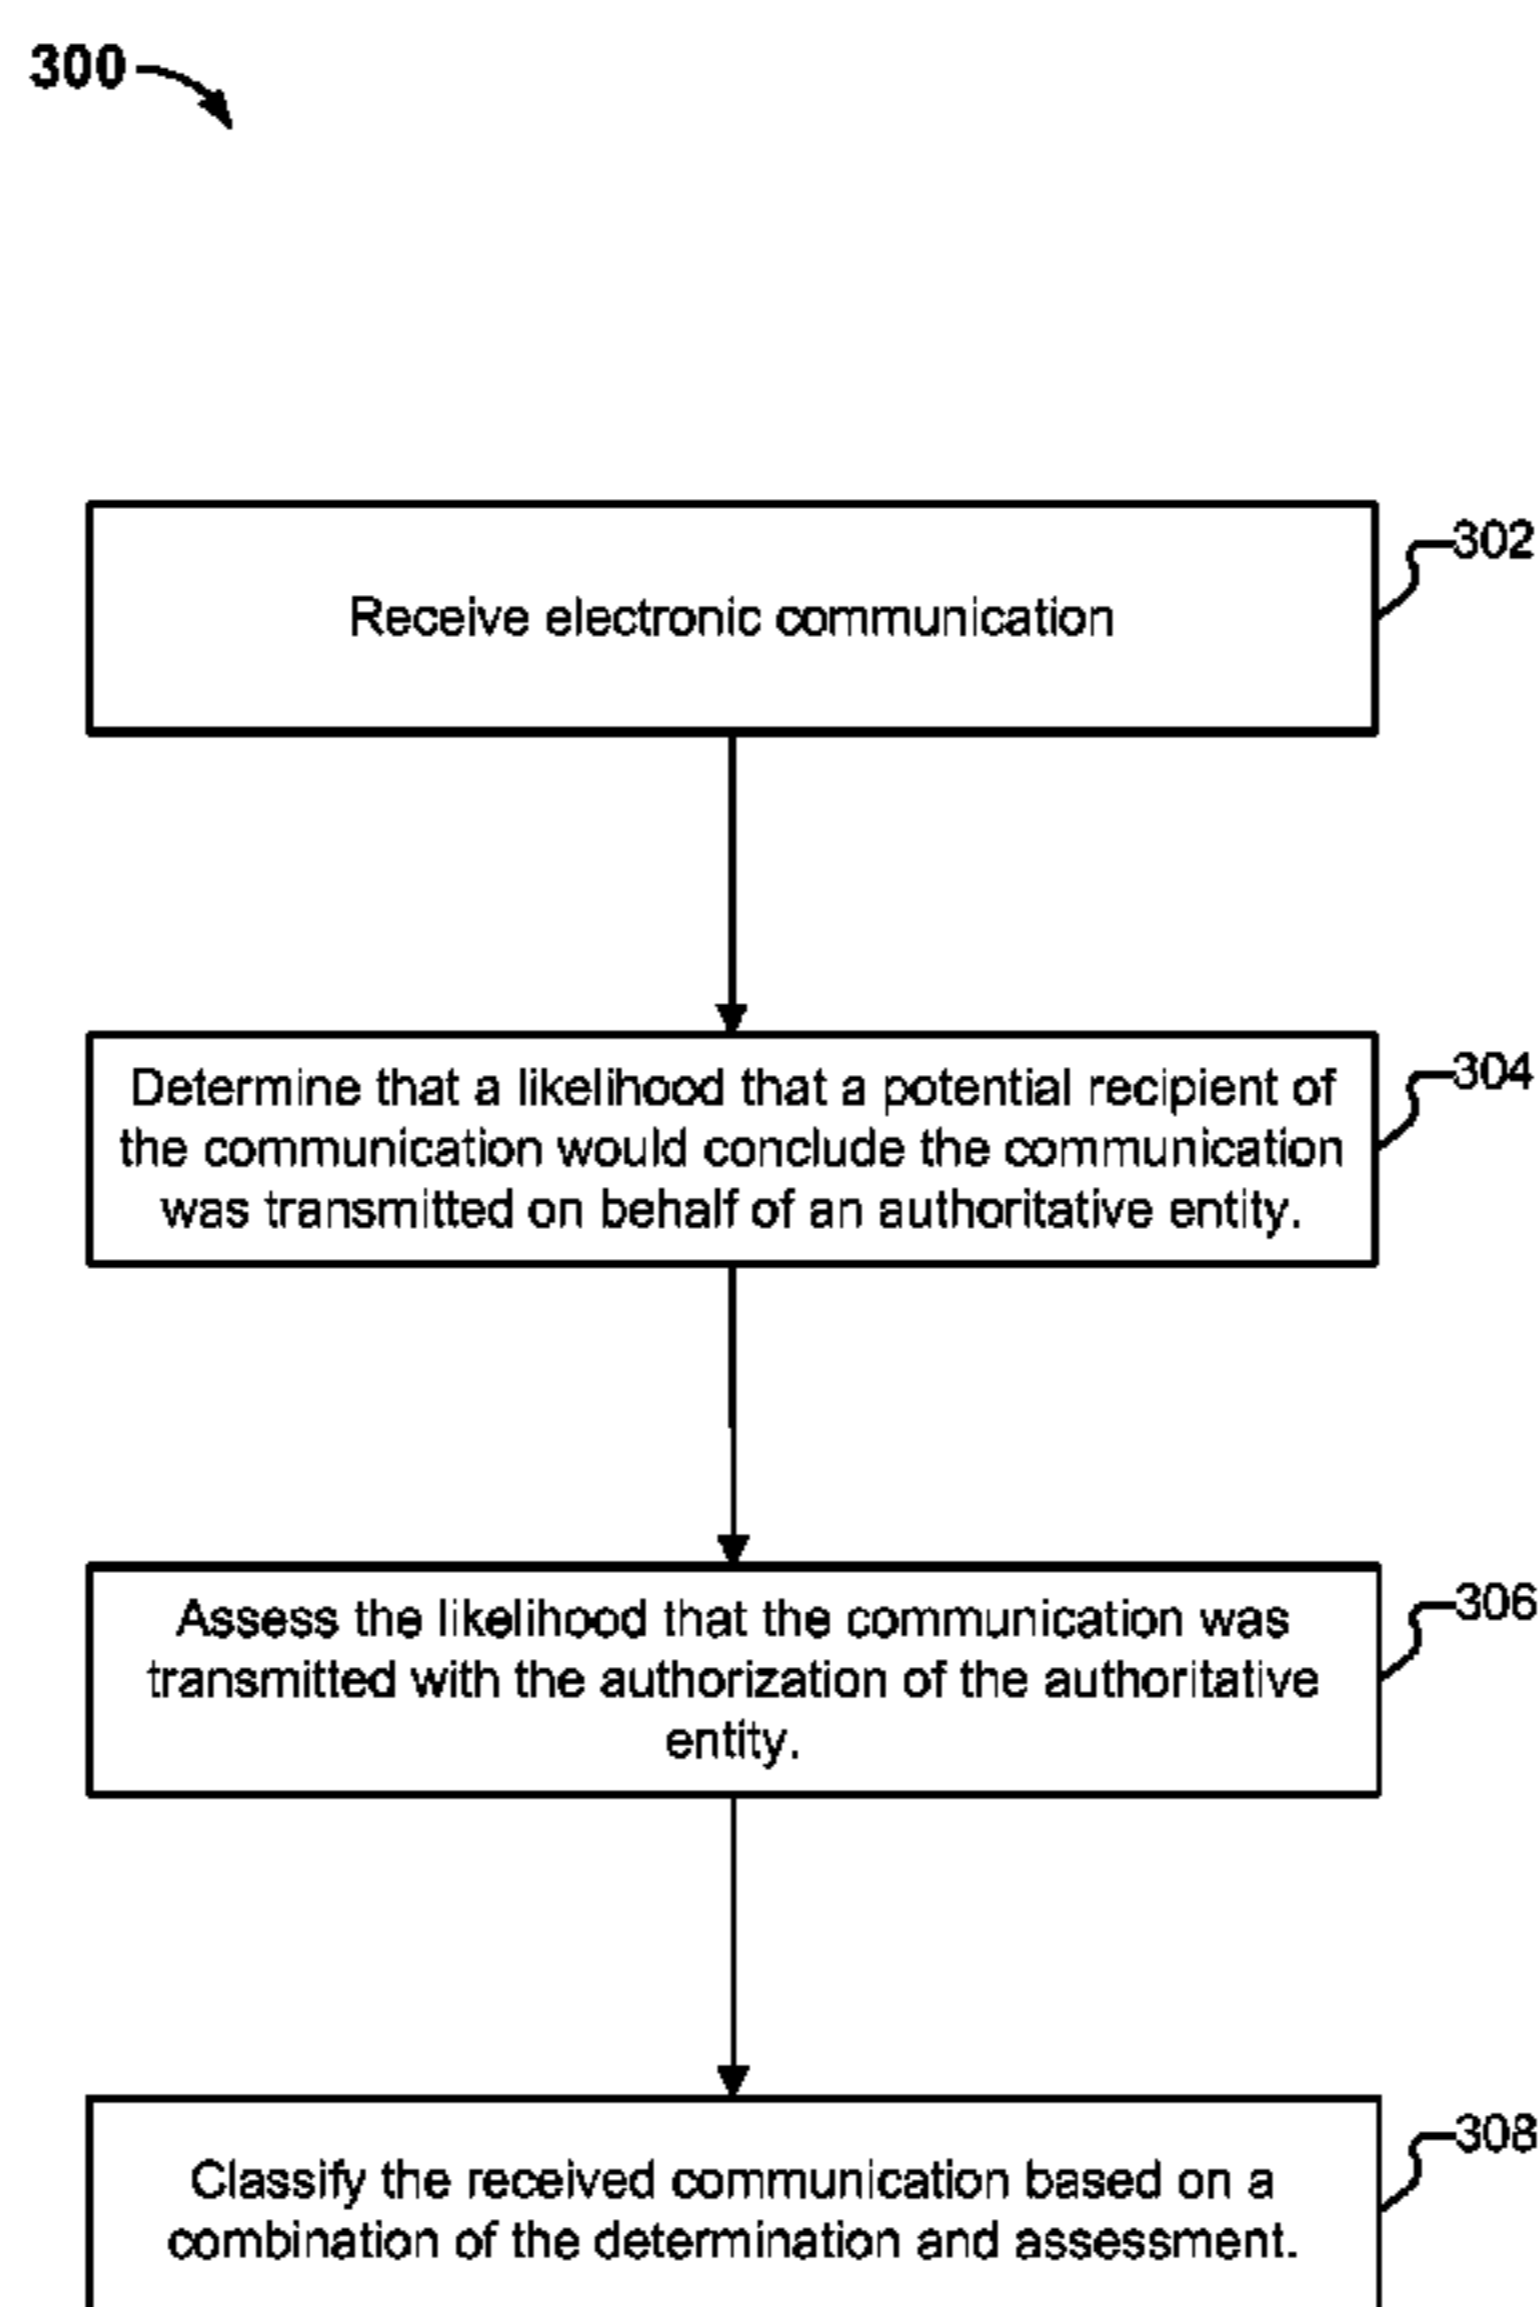 300
Receive electronic communication
302
Determine that a likelihood that a potential recipient of
the communication would conclude the communication
was transmitted on behalf of an authoritative entity.
304
Assess the likelihood that the communication was
transmitted with the authorization of the authoritative
entity.
306
Classify the received communication based on a
combination of the determination and assessment.
308